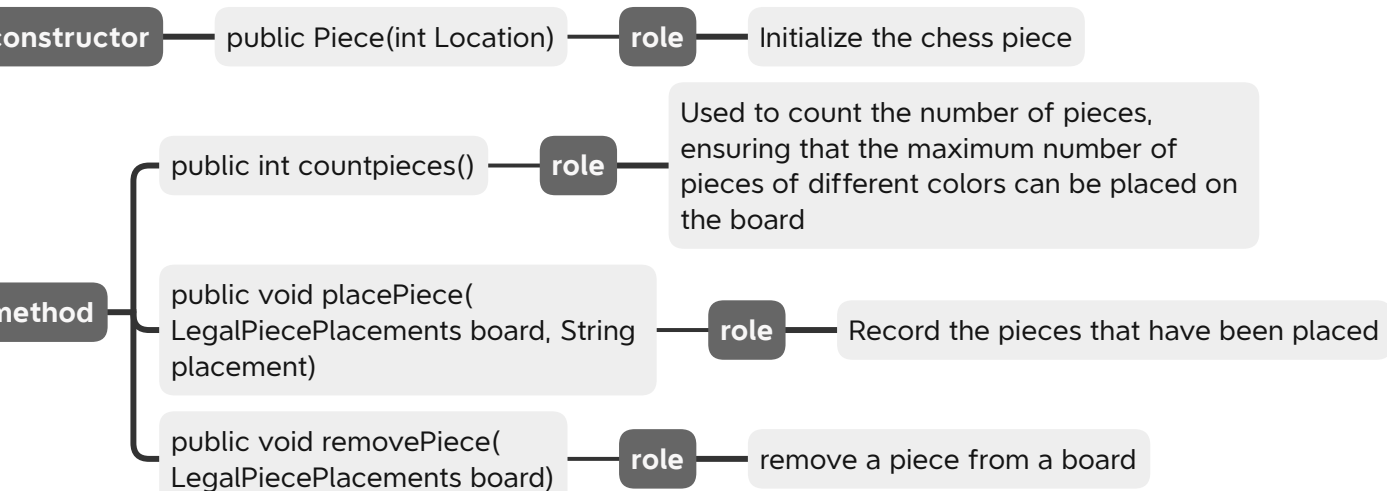 constructor
public Piece(int Location)
role
Initialize the chess piece
public int countpieces()
role
Used to count the number of pieces,
ensuring that the maximum number of
pieces of different colors can be placed on
the board
method
public void placePiece(
LegalPiecePlacements board, String
placement)
role
Record the pieces that have been placed
public void removePiece(
LegalPiecePlacements board)
role
remove a piece from a board